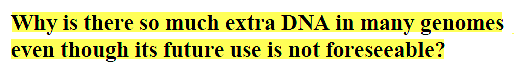 Why is there so much extra DNA in many genomes
even though its future use is not foreseeable?